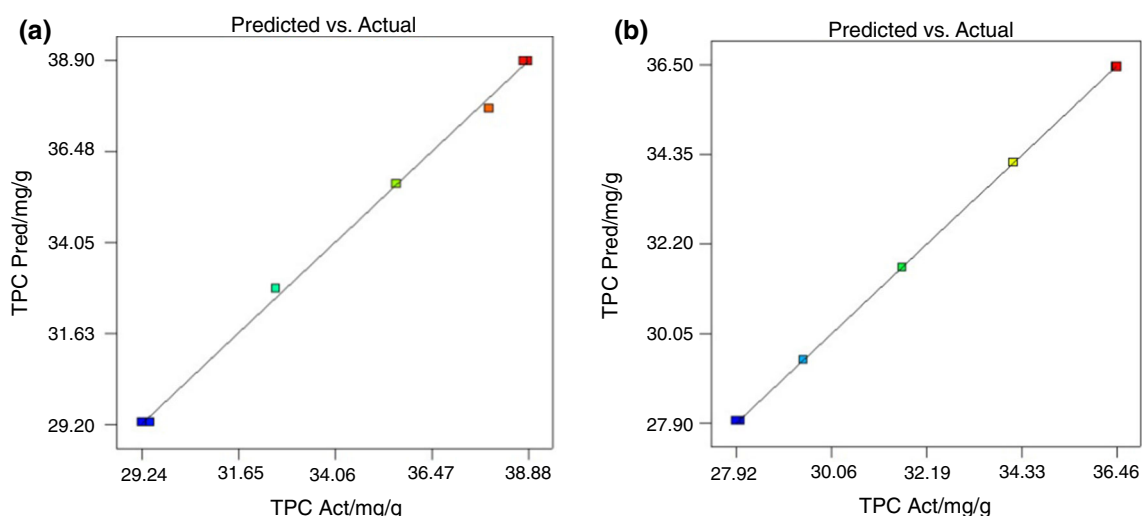 (a)
Predicted vs. Actual
38.90
36.48
34.05
31.63
29.20
TPC Pred/mg/g
29.24 31.65 34.06 36.47 38.88
TPC Act/mg/g
(b)
Predicted vs. Actual
36.50
34.35
32.20
30.05
27.90
TPC Pred/mg/g
27.92 30.06 32.19 34.33 36.46
TPC Act/mg/g